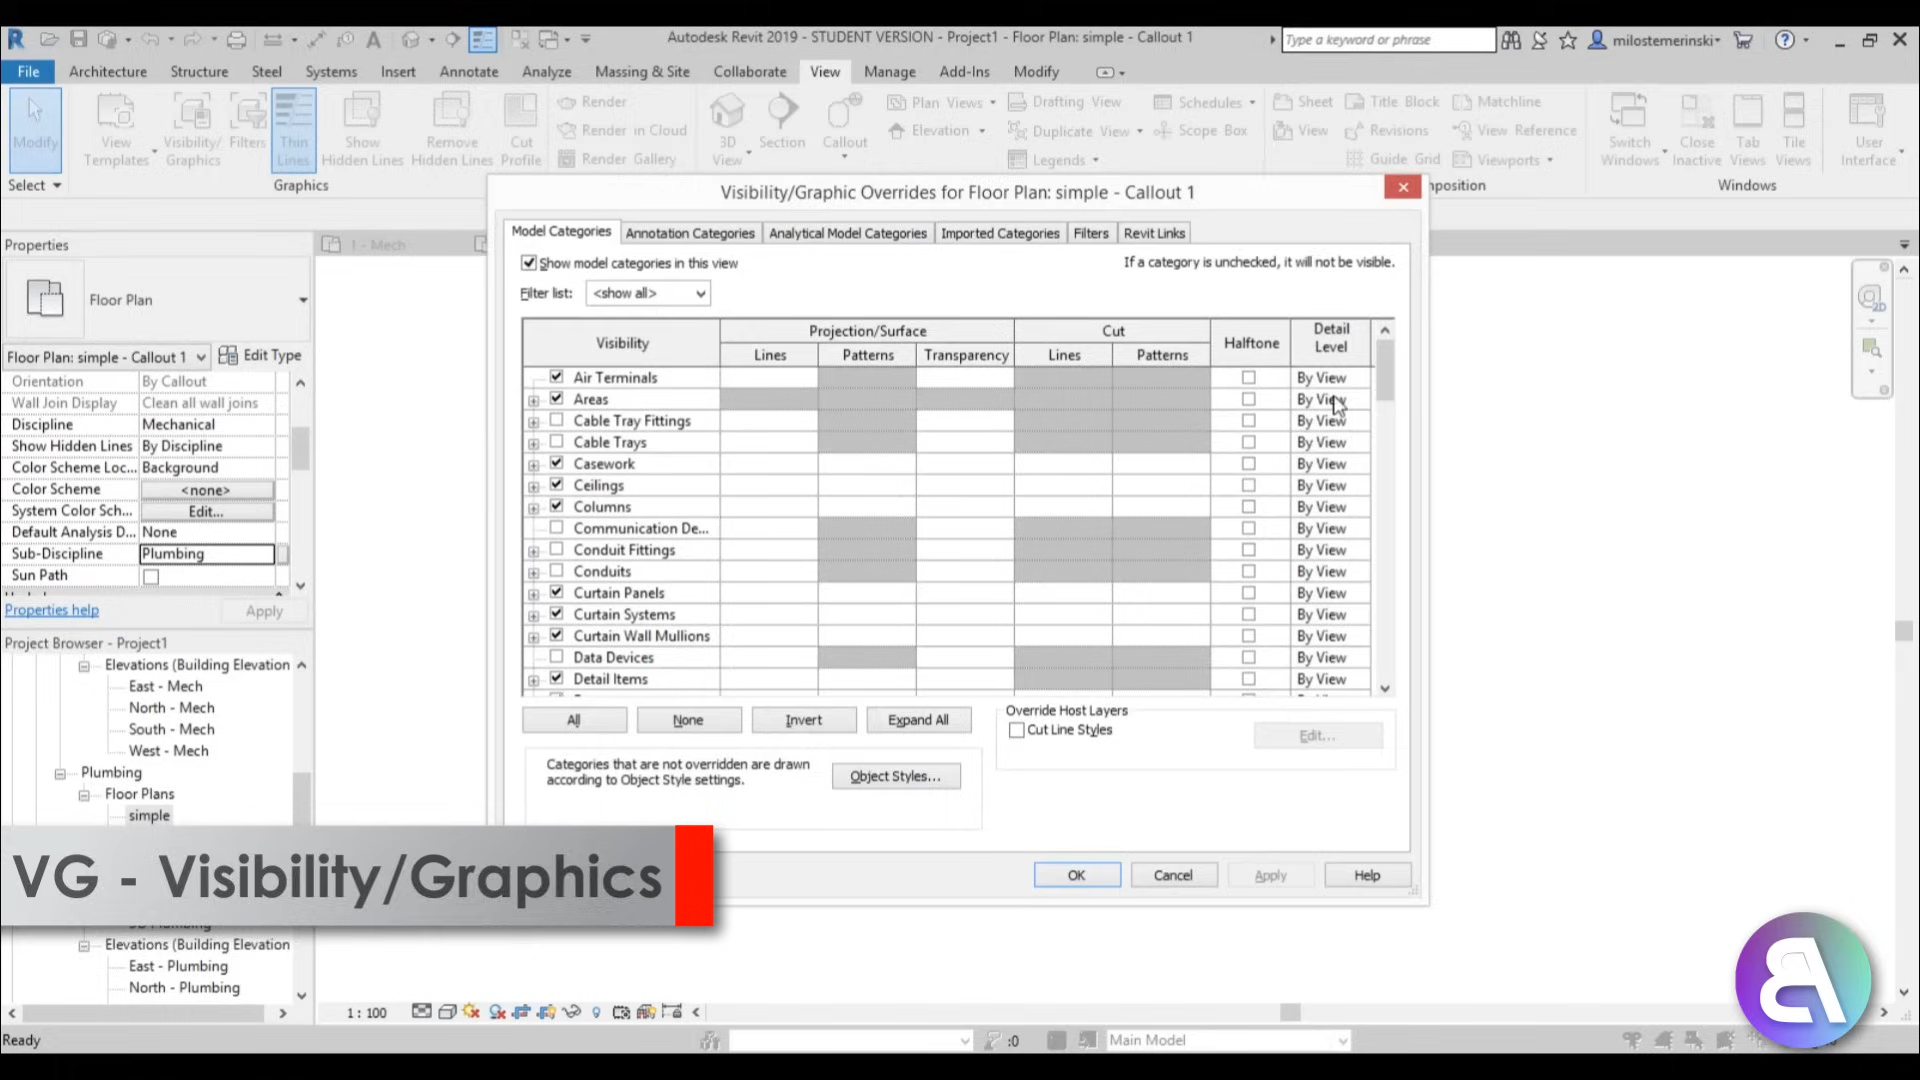 Autodesk Revit 2019 - STUDENT VERSION - Project1 - Floor Plan: simple - Callout 1
Type a keyword or phrase
milostemerinski
File Architecture Structure Steel Systems Insert Annotate Analyze Massing & Site Collaborate View Manage Add-Ins Modify
Modify
View Templates
Visibility/ Graphics
Filters
Thin Lines
Show Hidden Lines
Remove Hidden Lines
Cut Profile
Render
Render in Cloud
Render Gallery
3D View
Section
Callout
Plan Views
Elevation
Drafting View
Duplicate View
Legends
Schedules
Scope Box
Sheet
View
Title Block
Revisions
Guide Grid
Matchline
View Reference
Viewports
Switch Windows
Close Inactive
Tab Views
Tile Views
User Interface
Select
Graphics
mposition
Windows
Properties
1 - Mech
Floor Plan
Floor Plan: simple - Callout 1
Edit Type
Orientation By Callout
Wall Join Display Clean all wall joins
Discipline Mechanical
Show Hidden Lines By Discipline
Color Scheme Loc... Background
Color Scheme <none>
System Color Sch... Edit...
Default Analysis D... None
Sub-Discipline Plumbing
Sun Path
Properties help
Apply
Project Browser - Project1
Elevations (Building Elevation
East - Mech
North - Mech
South - Mech
West - Mech
Plumbing
Floor Plans
simple
3D Plumbing
Elevations (Building Elevation
East - Plumbing
North - Plumbing
Visibility/Graphic Overrides for Floor Plan: simple - Callout 1
Model Categories Annotation Categories Analytical Model Categories Imported Categories Filters Revit Links
Show model categories in this view
If a category is unchecked, it will not be visible.
Filter list: <show all>
Visibility Projection/Surface Cut Halftone Detail Level
Lines Patterns Transparency Lines Patterns
Air Terminals By View
Areas By View
Cable Tray Fittings By View
Cable Trays By View
Casework By View
Ceilings By View
Columns By View
Communication De... By View
Conduit Fittings By View
Conduits By View
Curtain Panels By View
Curtain Systems By View
Curtain Wall Mullions By View
Data Devices By View
Detail Items By View
All None Invert Expand All
Override Host Layers
Cut Line Styles
Edit...
Categories that are not overridden are drawn
according to Object Style settings.
Object Styles...
OK Cancel Apply Help
VG - Visibility/Graphics
1 : 100
Ready
:0
Main Model